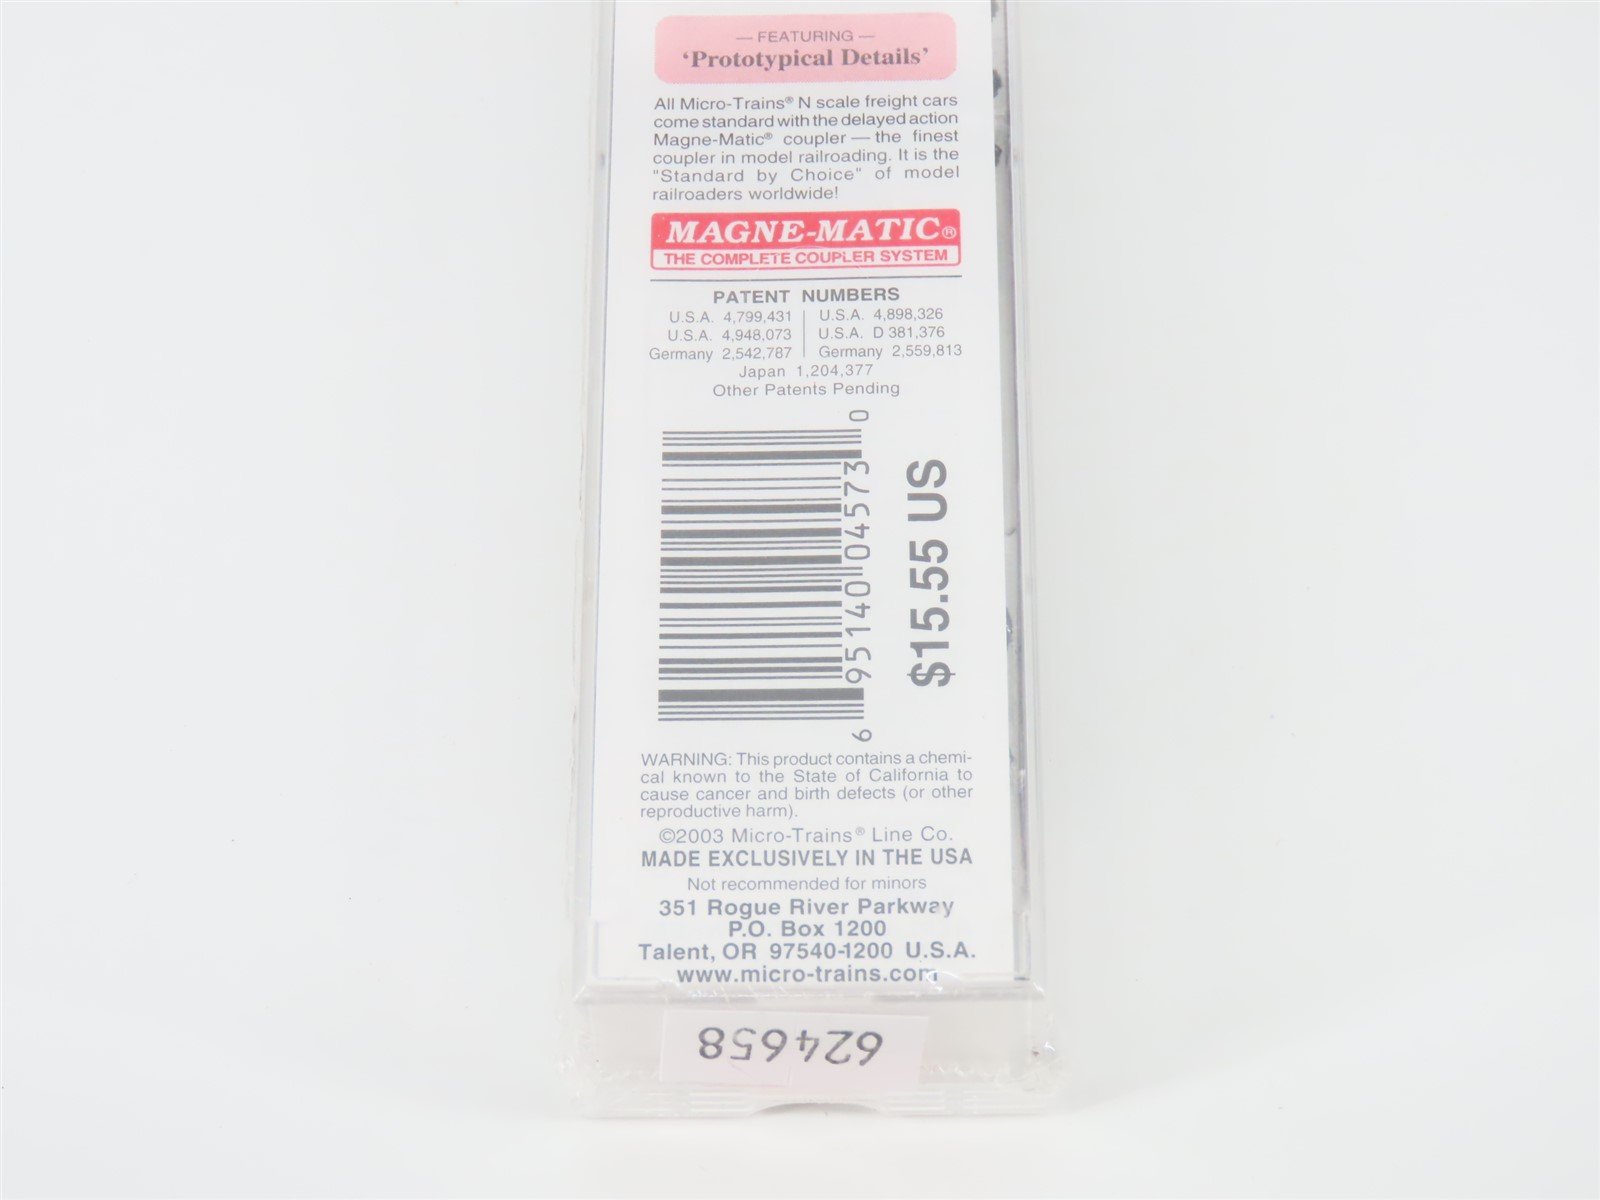 — FEATURING —
‘Prototypical Details’
All Micro-Trains® N scale freight cars
come standard with the delayed action
Magne-Matic® coupler — the finest
coupler in model railroading. It is the
"Standard by Choice" of model
railroaders worldwide!
MAGNE-MATIC®
THE COMPLETE COUPLER SYSTEM
PATENT NUMBERS
U.S.A. 4,799,431 | U.S.A. 4,898,326
U.S.A. 4,948,073 | U.S.A. D 381,376
Germany 2,542,787 | Germany 2,559,813
Japan 1,204,377
Other Patents Pending
6 95140 04573 0
$15.55 US
WARNING: This product contains a chemi-
cal known to the State of California to
cause cancer and birth defects (or other
reproductive harm).
©2003 Micro-Trains® Line Co.
MADE EXCLUSIVELY IN THE USA
Not recommended for minors
351 Rogue River Parkway
P.O. Box 1200
Talent, OR 97540-1200 U.S.A.
www.micro-trains.com
624658